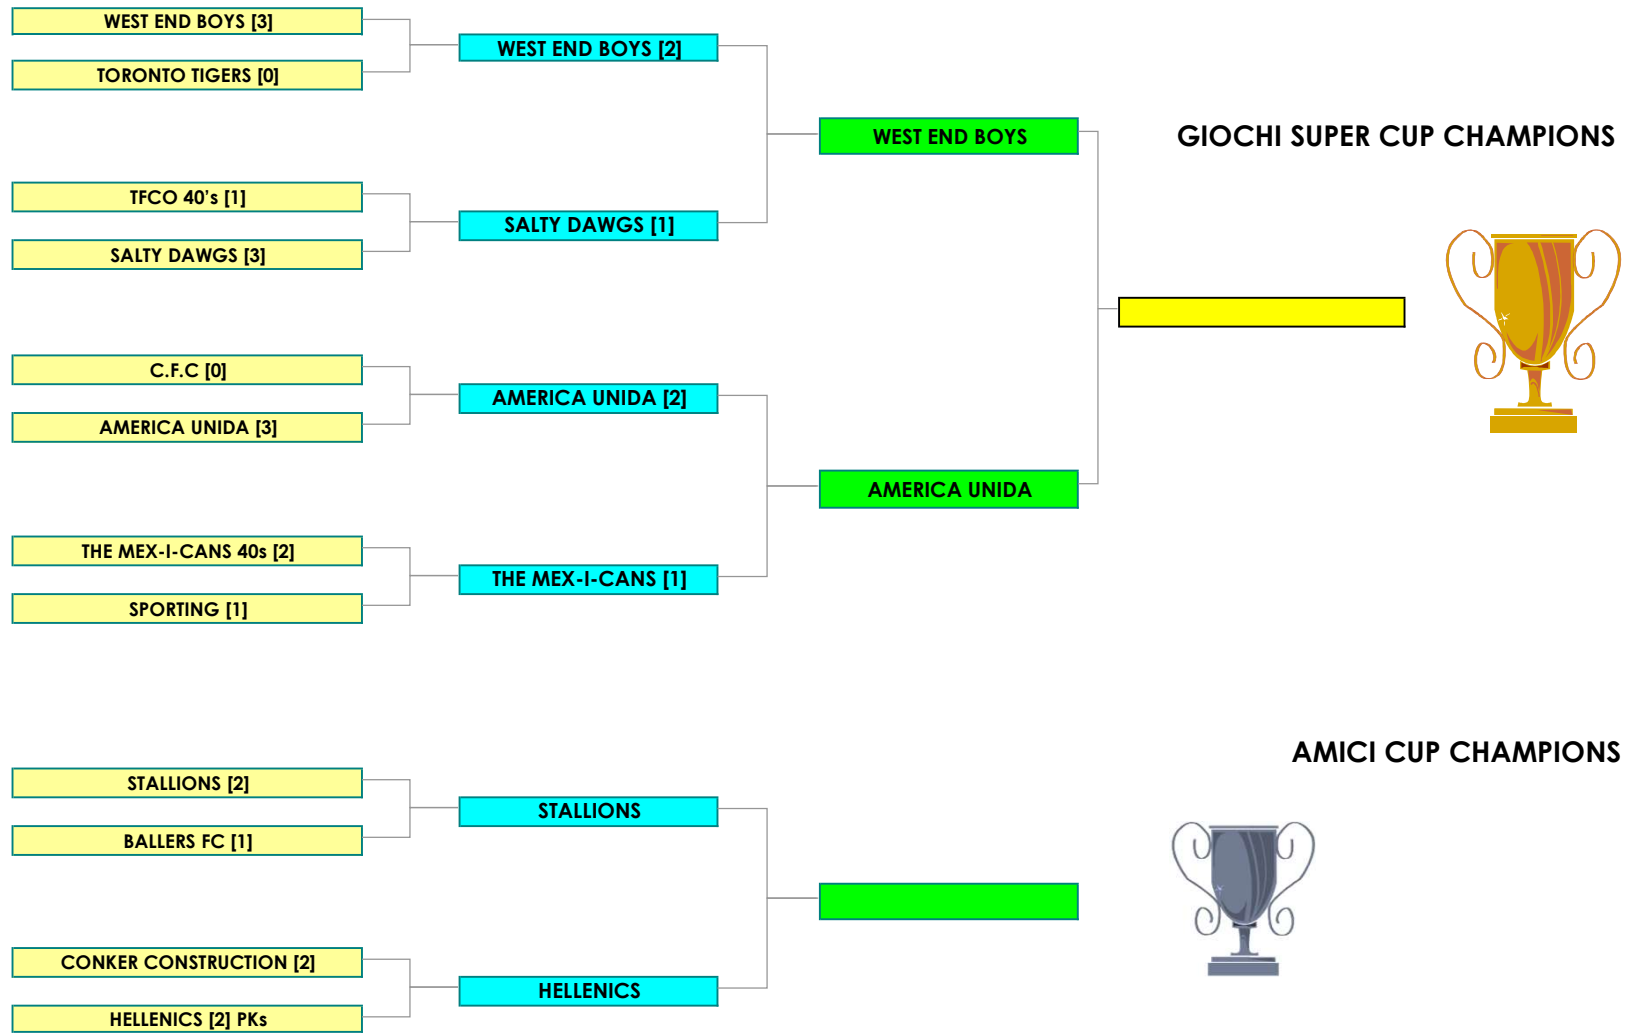 WEST END BOYS [3]
TORONTO TIGERS [0]
WEST END BOYS [2]
WEST END BOYS
GIOCHI SUPER CUP CHAMPIONS
TFCO 40’s [1]
SALTY DAWGS [3]
SALTY DAWGS [1]
C.F.C [0]
AMERICA UNIDA [3]
AMERICA UNIDA [2]
AMERICA UNIDA
THE MEX-I-CANS 40s [2]
SPORTING [1]
THE MEX-I-CANS [1]
AMICI CUP CHAMPIONS
STALLIONS [2]
BALLERS FC [1]
STALLIONS
CONKER CONSTRUCTION [2]
HELLENICS [2] PKs
HELLENICS